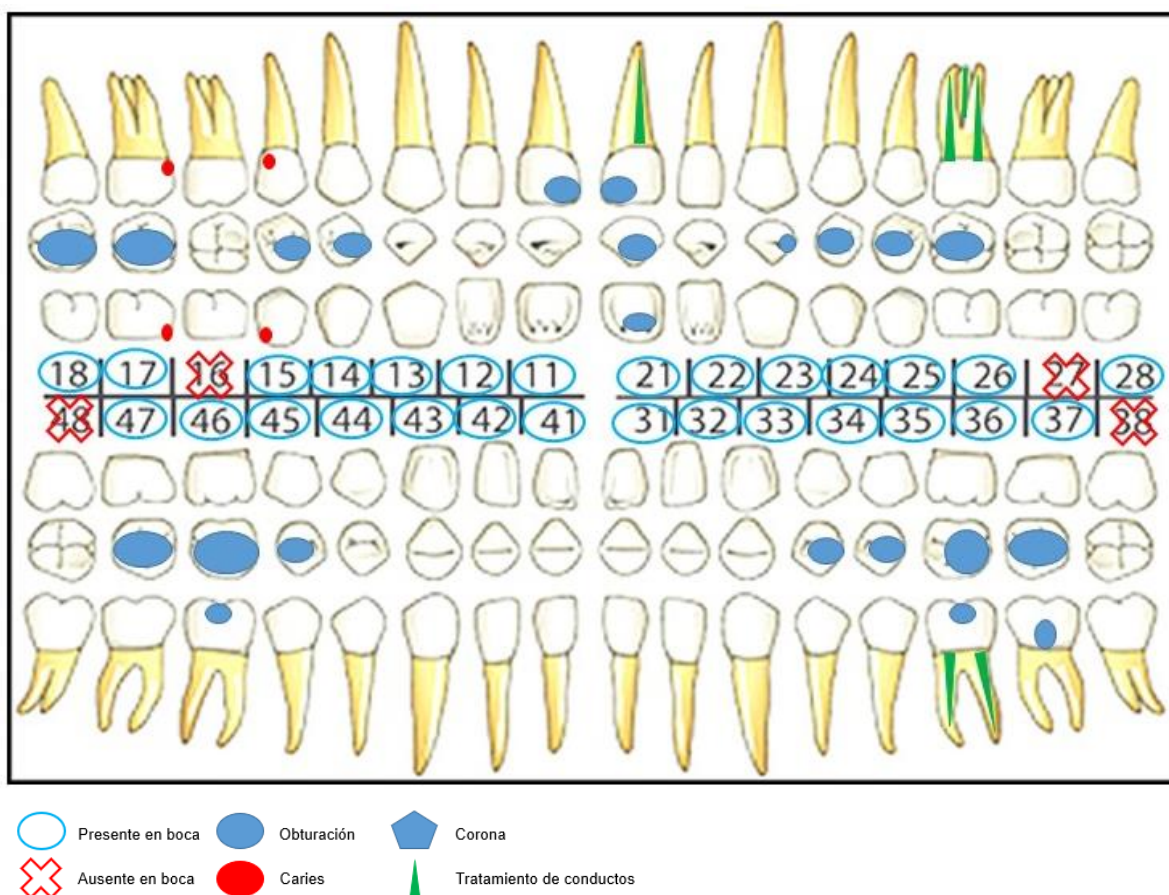 18 17 16 15 14 13 12 11 21 22 23 24 25 26 27 28
48 47 46 45 44 43 42 41 31 32 33 34 35 36 37 38
Presente en boca Obturación Corona
Ausente en boca Caries Tratamiento de conductos